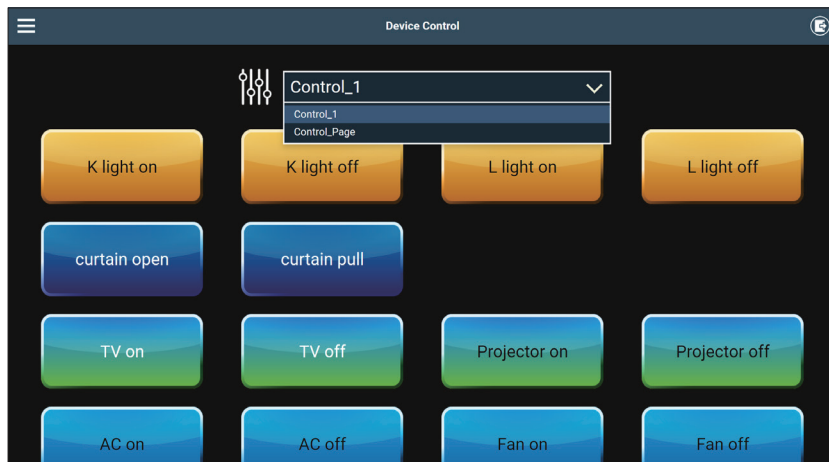 Device Control
Control_1
Control_1
Control_Page
K light on
K light off
L light on
L light off
curtain open
curtain pull
TV on
TV off
Projector on
Projector off
AC on
AC off
Fan on
Fan off